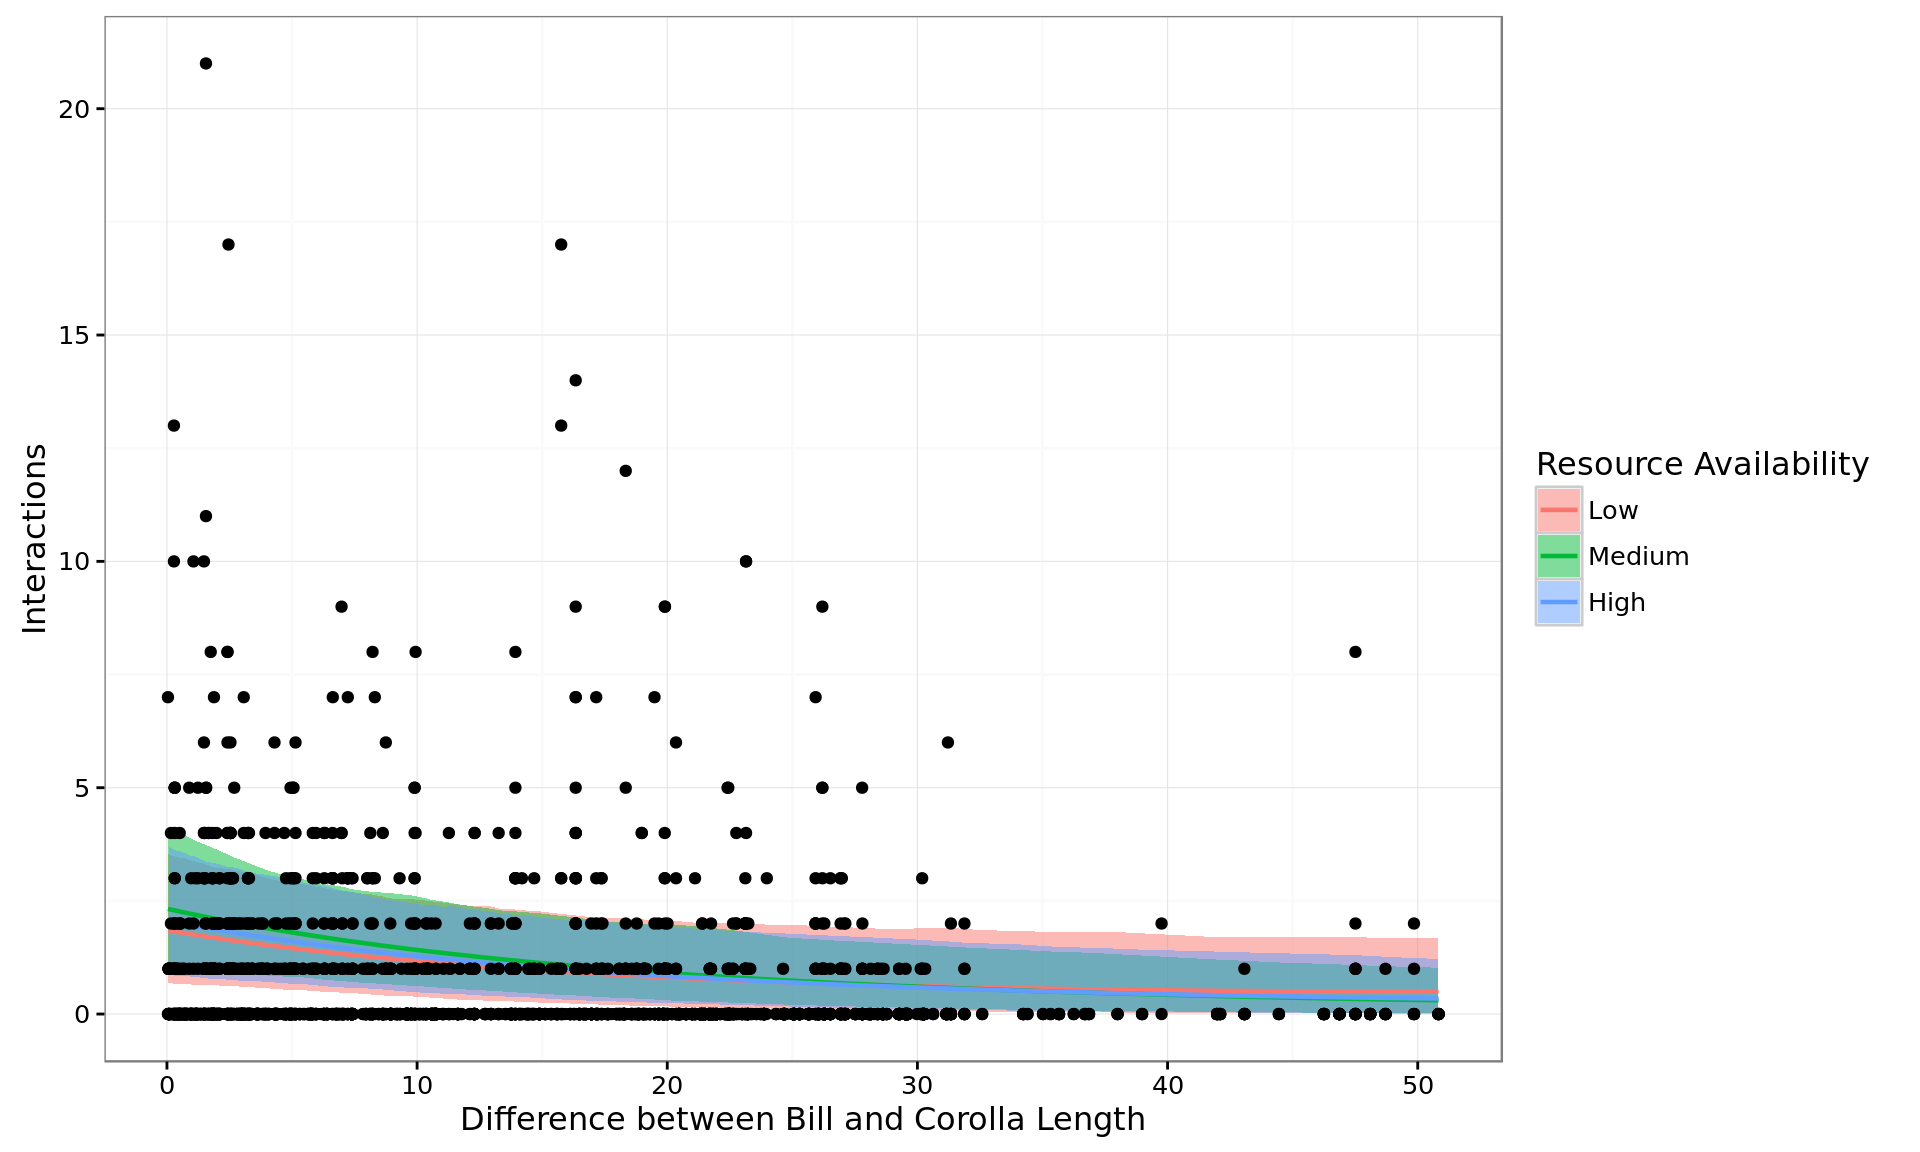 20
15
10
5
0
Interactions
0 10 20 30 40 50
Difference between Bill and Corolla Length
Resource Availability
Low
Medium
High